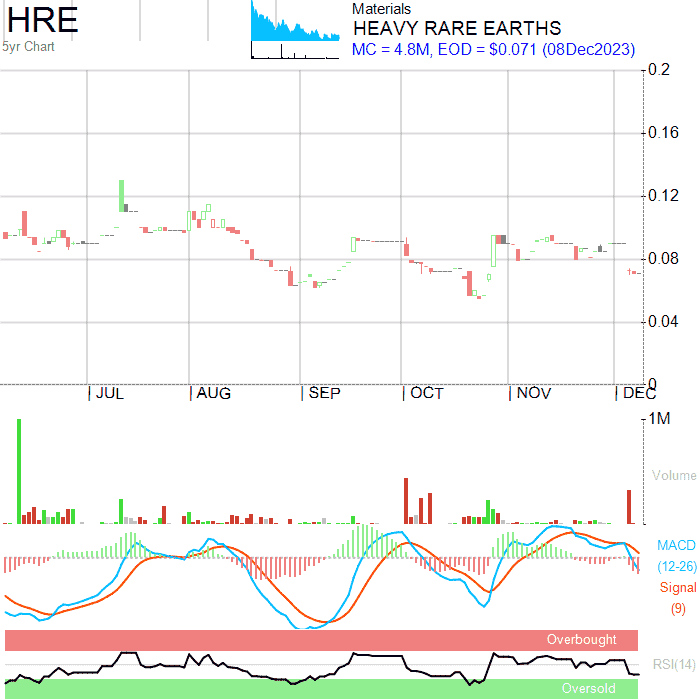 HRE
5yr Chart
Materials
HEAVY RARE EARTHS
MC = 4.8M, EOD = $0.071 (08Dec2023)
0.2
0.16
0.12
0.08
0.04
0
JUL AUG SEP OCT NOV DEC
1M
Volume
MACD
(12-26)
Signal
(9)
Overbought
RSI(14)
Oversold